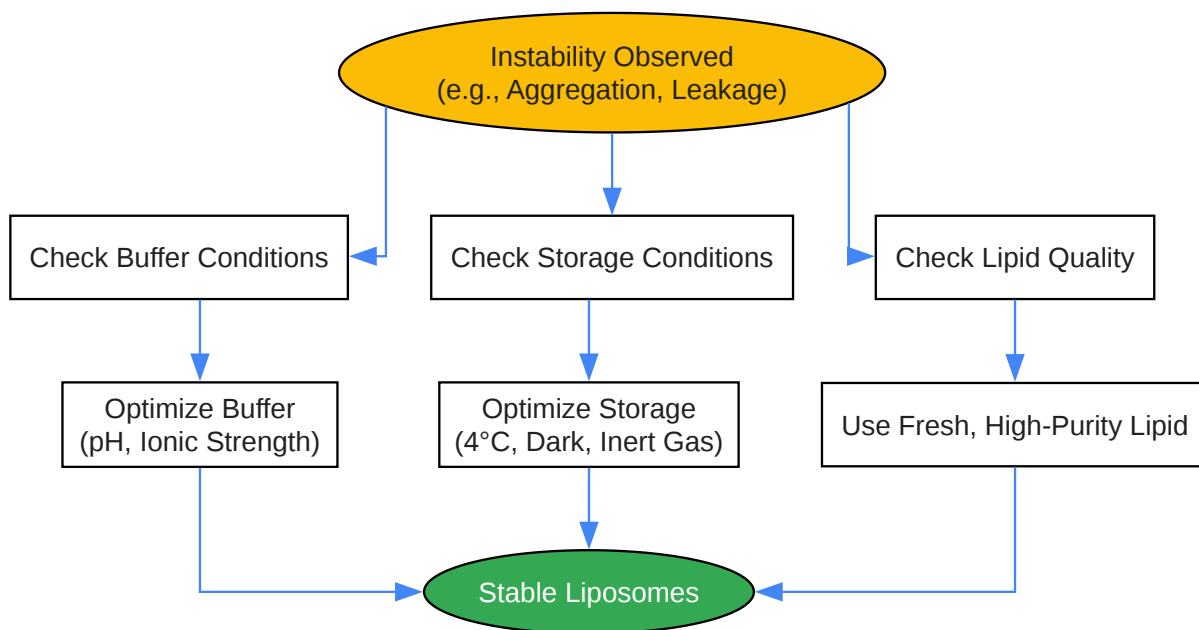 Instability Observed
(e.g., Aggregation, Leakage)
Check Buffer Conditions
Check Storage Conditions
Check Lipid Quality
Optimize Buffer
(pH, Ionic Strength)
Optimize Storage
(4°C, Dark, Inert Gas)
Use Fresh, High-Purity Lipid
Stable Liposomes